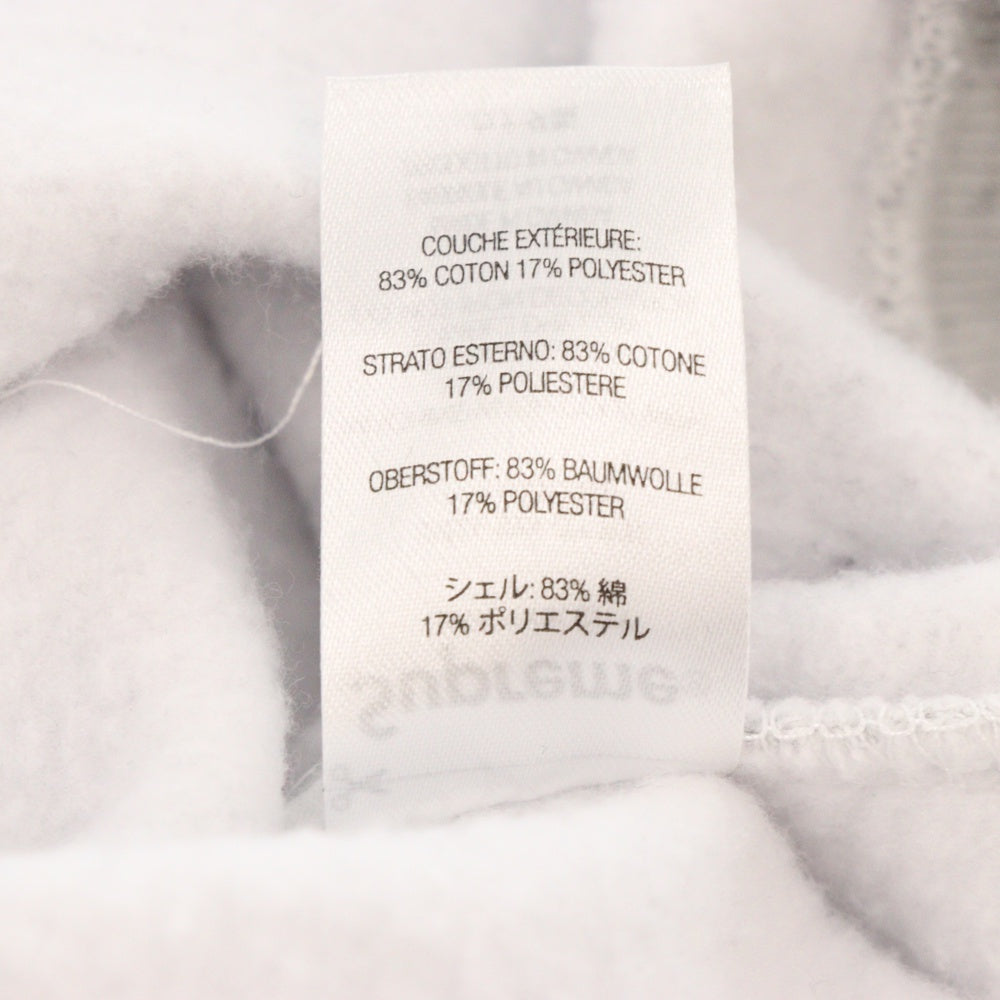 COUCHE EXTÉRIEURE:
83% COTON 17% POLYESTER
STRATO ESTERNO: 83% COTONE
17% POLIESTERE
OBERSTOFF: 83% BAUMWOLLE
17% POLYESTER
シェル: 83% 綿
17% ポリエステル
Supreme